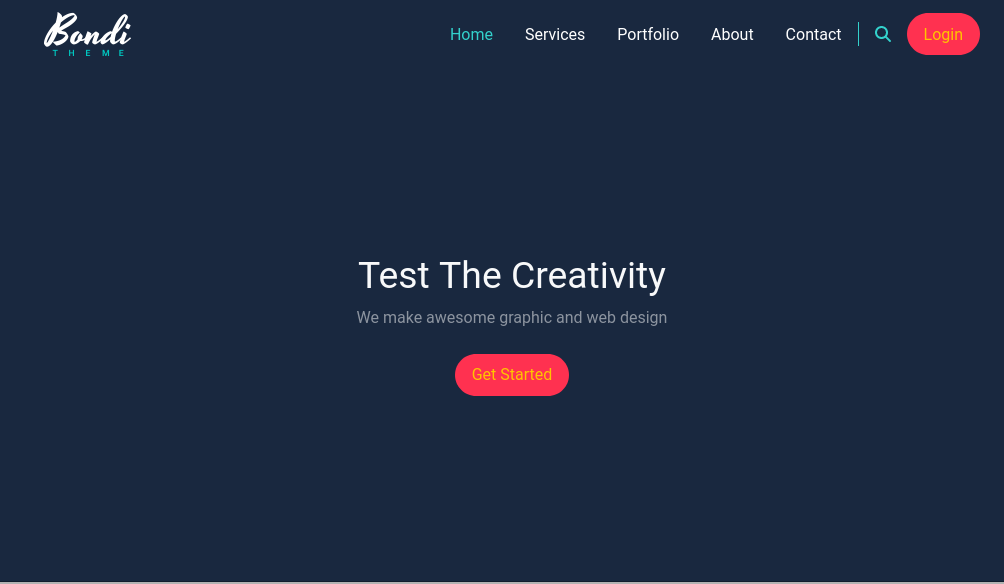 Bondi
THEME
Home Services Portfolio About Contact Login
Test The Creativity
We make awesome graphic and web design
Get Started